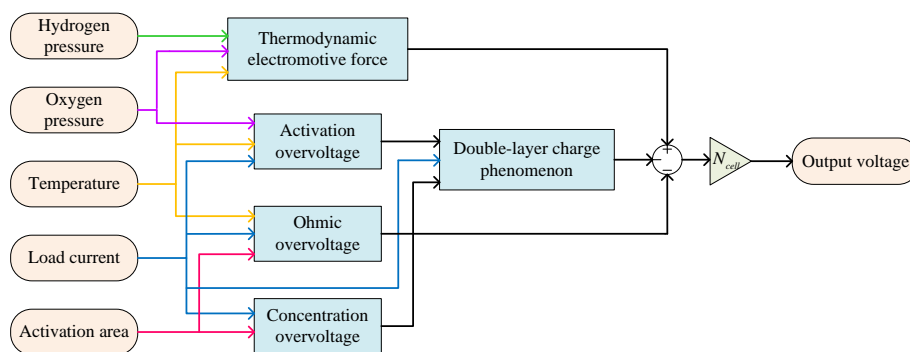 Hydrogen
pressure
Oxygen
pressure
Temperature
Load current
Activation area
Thermodynamic
electromotive force
Activation
overvoltage
Ohmic
overvoltage
Concentration
overvoltage
Double-layer charge
phenomenon
+
−
−
N_cell
Output voltage